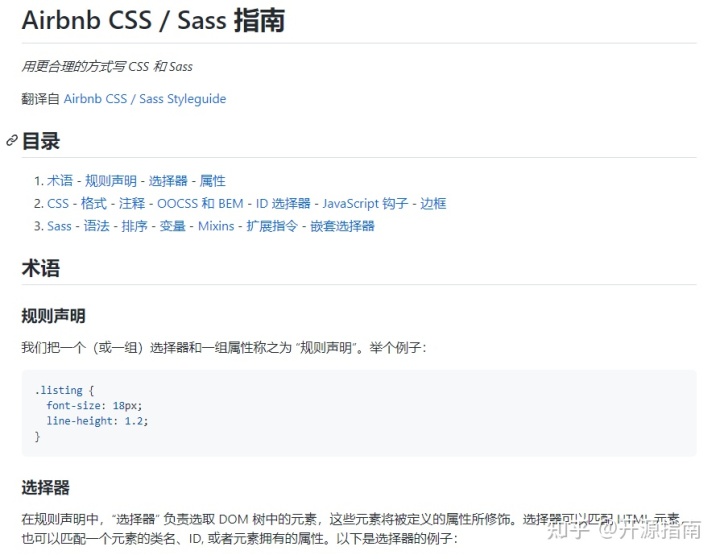 Airbnb CSS / Sass 指南
用更合理的方式写 CSS 和 Sass
翻译自 Airbnb CSS / Sass Styleguide
目录
1. 术语 - 规则声明 - 选择器 - 属性
2. CSS - 格式 - 注释 - OOCSS 和 BEM - ID 选择器 - JavaScript 钩子 - 边框
3. Sass - 语法 - 排序 - 变量 - Mixins - 扩展指令 - 嵌套选择器
术语
规则声明
我们把一个（或一组）选择器和一组属性称之为 “规则声明”。举个例子：
.listing {
  font-size: 18px;
  line-height: 1.2;
}
选择器
在规则声明中，“选择器” 负责选取 DOM 树中的元素，这些元素将被定义的属性所修饰。选择器可以匹配 HTML 元素，
也可以匹配一个元素的类名、ID, 或者元素拥有的属性。以下是选择器的例子：
知乎 @开源指南